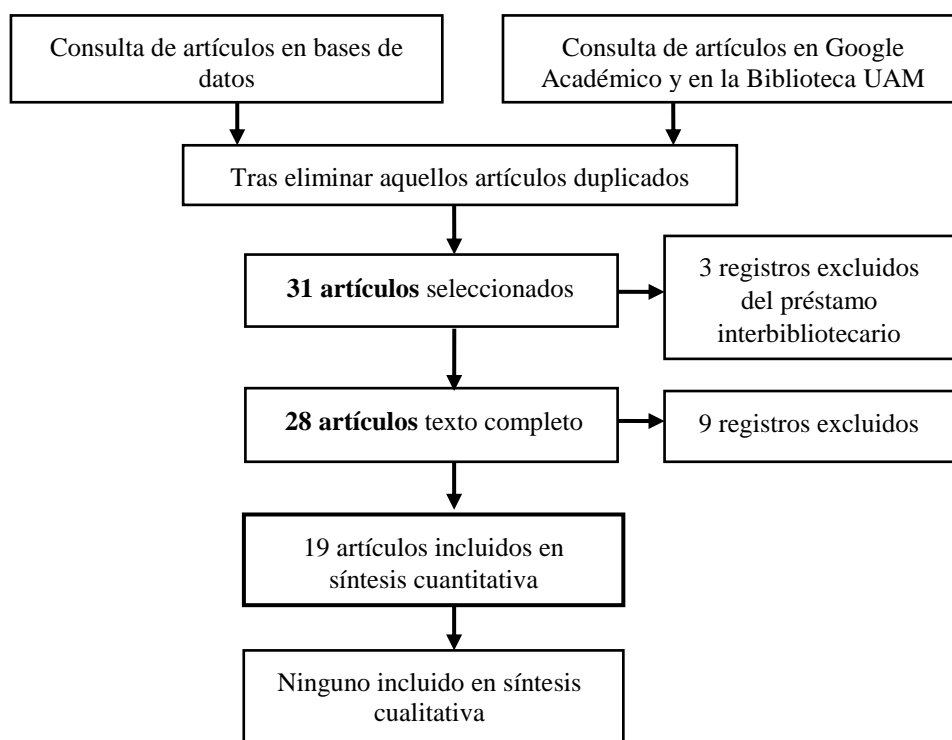 Consulta de artículos en bases de
datos
Consulta de artículos en Google
Académico y en la Biblioteca UAM
Tras eliminar aquellos artículos duplicados
31 artículos seleccionados
3 registros excluidos
del préstamo
interbibliotecario
28 artículos texto completo
9 registros excluidos
19 artículos incluidos en
síntesis cuantitativa
Ninguno incluido en síntesis
cualitativa